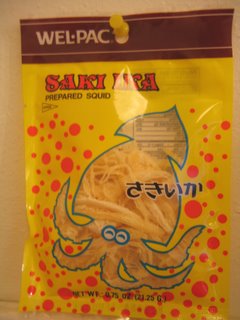 WEL·PAC
SAKI IKA
PREPARED SQUID
さきいか
NET WT. 0.75 OZ. (21.25 G.)